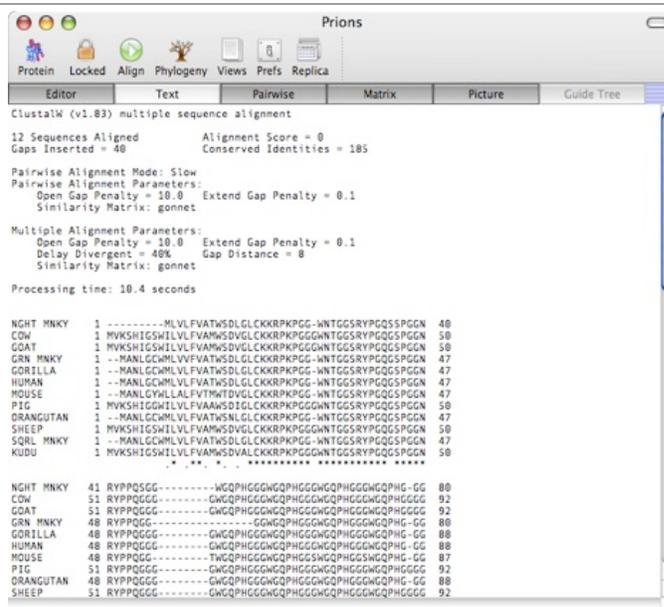 Prions
Protein Locked Align Phylogeny Views Prefs Replica
Editor Text Pairwise Matrix Picture Guide Tree
ClustalW (v1.83) multiple sequence alignment
12 Sequences Aligned Alignment Score = 0
Gaps Inserted = 40 Conserved Identities = 185
Pairwise Alignment Mode: Slow
Pairwise Alignment Parameters:
Open Gap Penalty = 10.0 Extend Gap Penalty = 0.1
Similarity Matrix: gonnet
Multiple Alignment Parameters:
Open Gap Penalty = 10.0 Extend Gap Penalty = 0.1
Delay Divergent = 40% Gap Distance = 8
Similarity Matrix: gonnet
Processing time: 10.4 seconds
NGHT MNKY 1 ---------MLVLFVATWSDLGLCKKRPKPGG-WNTGGSRYPGQSSPGGN 40
COW 1 MVKSHIGSWILVLFVAMWSDVGLCKKRPKPGGGWNTGGSRYPGQGSPGGN 50
GOAT 1 MVKSHIGSWILVLFVAMWSDVGLCKKRPKPGGGWNTGGSRYPGQGSPGGN 50
GRN MNKY 1 --MANLGCWMLVVFVATWSDLGLCKKRPKPGG-WNTGGSRYPGQGSPGGN 47
GORILLA 1 --MANLGCWMLVLFVATWSDLGLCKKRPKPGG-WNTGGSRYPGQGSPGGN 47
HUMAN 1 --MANLGCWMLVLFVATWSDLGLCKKRPKPGG-WNTGGSRYPGQGSPGGN 47
MOUSE 1 --MANLGYWLLALFVTMWTDVGLCKKRPKPGG-WNTGGSRYPGQGSPGGN 47
PIG 1 MVKSHIGGWILVLFVAAWSDIGLCKKRPKPGGGWNTGGSRYPGQGSPGGN 50
ORANGUTAN 1 --MANLGCWMLVLFVATWSNLGLCKKRPKPGG-WNTGGSRYPGQGSPGGN 47
SHEEP 1 MVKSHIGSWILVLFVAMWSDVGLCKKRPKPGGGWNTGGSRYPGQGSPGGN 50
SQRL MNKY 1 --MANLGCWMLVLFVATWSDLGLCKKRPKPGG-WNTGGSRYPGQGSPGGN 47
KUDU 1 MVKSHIGSWILVLFVAMWSDVALCKKRPKPGGGWNTGGSRYPGQGSPGGN 50
.* .**. *. . ********** *********** *****
NGHT MNKY 41 RYPPQSGG---------WGQPHGGGWGQPHGGGWGQPHGGGWGQPHG-GG 80
COW 51 RYPPQGGG--------GWGQPHGGGWGQPHGGGWGQPHGGGWGQPHGGGG 92
GOAT 51 RYPPQGGG--------GWGQPHGGGWGQPHGGGWGQPHGGGWGQPHGGGG 92
GRN MNKY 48 RYPPQGG----------------GGWGQPHGGGWGQPHGGGWGQPHG-GG 80
GORILLA 48 RYPPQGGG--------GWGQPHGGGWGQPHGGGWGQPHGGGWGQPHG-GG 88
HUMAN 48 RYPPQGGG--------GWGQPHGGGWGQPHGGGWGQPHGGGWGQPHG-GG 88
MOUSE 48 RYPPQGG---------TWGQPHGGGWGQPHGGSWGQPHGGSWGQPHG-GG 87
PIG 51 RYPPQGGG--------GWGQPHGGGWGQPHGGGWGQPHGGGWGQPHGGGG 92
ORANGUTAN 48 RYPPQGGG--------GWGQPHGGGWGQPHGGGWGQPHGGGWGQPHG-GG 88
SHEEP 51 RYPPQGGG--------GWGQPHGGGWGQPHGGGWGQPHGGGWGQPHGGGG 92